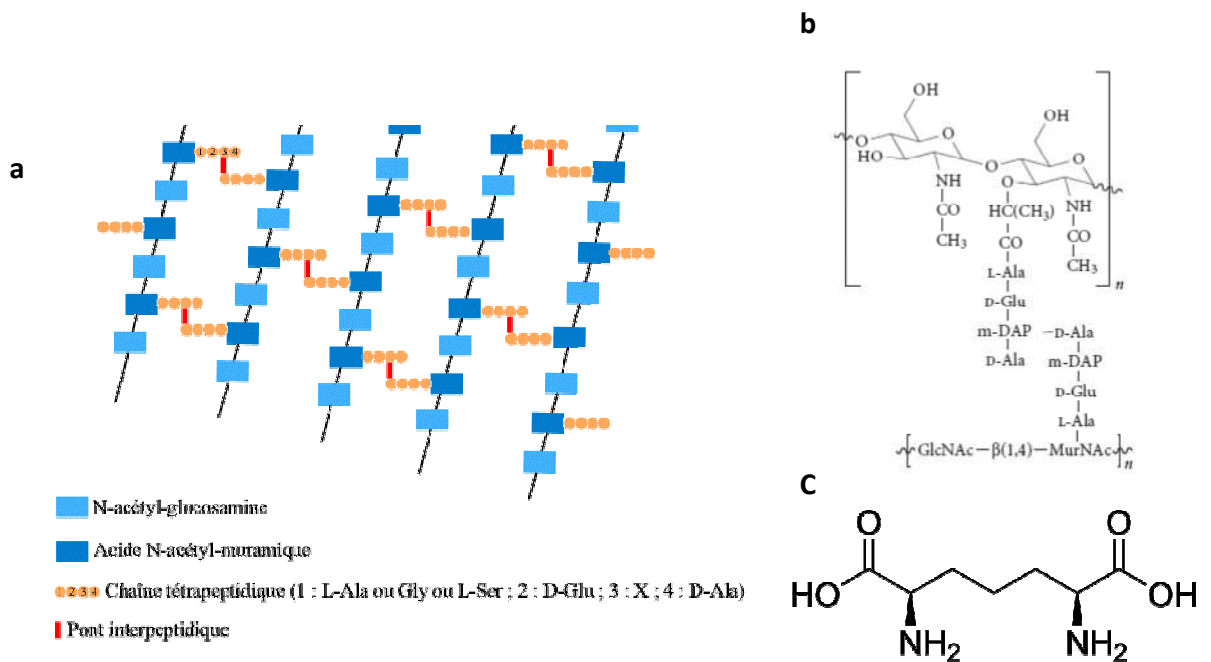 a
1 2 3 4
N-acétyl-glucosamine
Acide N-acétyl-muramique
1 2 3 4 Chaîne tétrapeptidique (1 : L-Ala ou Gly ou L-Ser ; 2 : D-Glu ; 3 : X ; 4 : D-Ala)
Pont interpeptidique
b
OH
OH
O
O
O
O
HO
O
NH
NH
HC(CH3)
CO
CO
CH3
CO
CH3
L-Ala
n
D-Glu
m-DAP –D-Ala
D-Ala m-DAP
D-Glu
L-Ala
GlcNAc–β(1,4)–MurNAc n
C
O O
HO OH
NH2 NH2